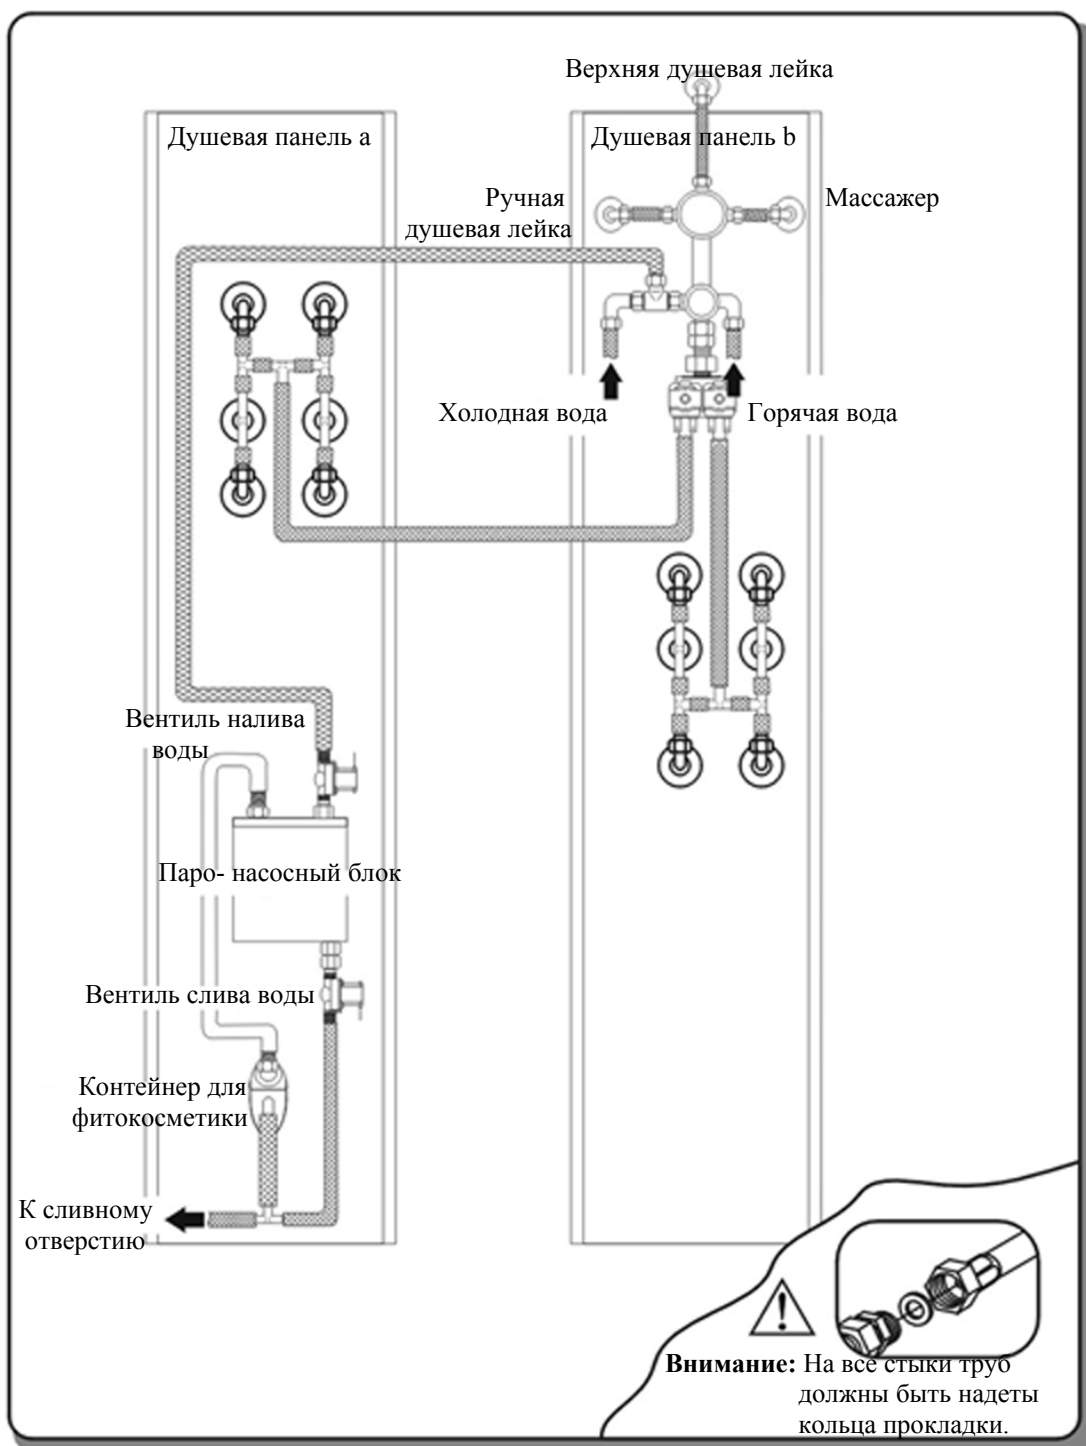 Верхняя душевая лейка
Душевая панель a
Душевая панель b
Ручная
душевая лейка
Массажер
Холодная вода
Горячая вода
Вентиль налива
воды
Паро- насосный блок
Вентиль слива воды
Контейнер для
фитокосметики
К сливному
отверстию
Внимание: На все стыки труб
должны быть надеты
кольца прокладки.